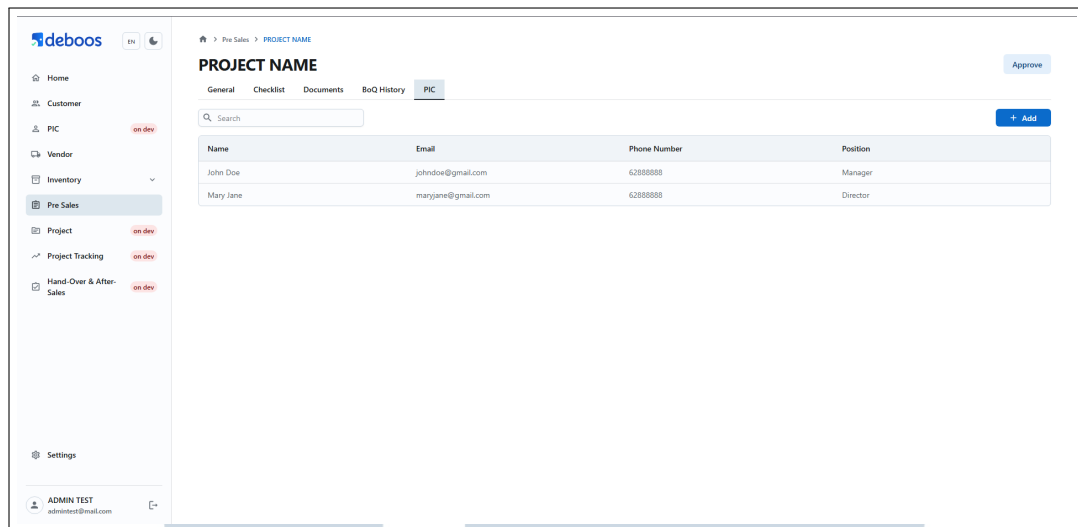 deboos EN
Home
Customer
PIC on dev
Vendor
Inventory
Pre Sales
Project on dev
Project Tracking on dev
Hand-Over & After-
Sales on dev
Settings
ADMIN TEST
admintest@mail.com
> Pre Sales > PROJECT NAME
PROJECT NAME Approve
General Checklist Documents BoQ History PIC
Search + Add
Name Email Phone Number Position
John Doe johndoe@gmail.com 62888888 Manager
Mary Jane maryjane@gmail.com 62888888 Director